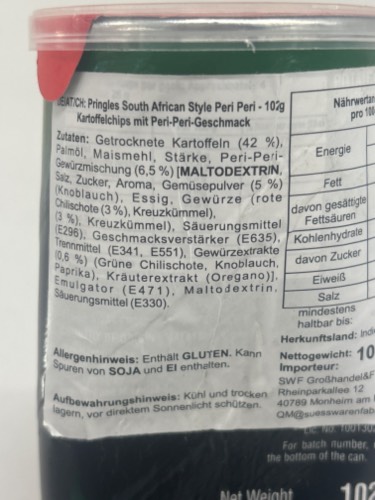 DE/AT/CH: Pringles South African Style Peri Peri - 102g
Kartoffelchips mit Peri-Peri-Geschmack
Zutaten: Getrocknete Kartoffeln (42 %),
Palmöl, Maismehl, Stärke, Peri-Peri-
Gewürzmischung (6,5 %) [MALTODEXTRIN,
Salz, Zucker, Aroma, Gemüsepulver (5 %)
(Knoblauch), Essig, Gewürze (rote
Chilischote (3 %), Kreuzkümmel),
(3 %), Kreuzkümmel), Säuerungsmittel
(E296), Geschmacksverstärker (E635),
Trennmittel (E341, E551), Gewürzextrakte
(0,6 %) (Grüne Chilischote, Knoblauch,
Paprika), Kräuterextrakt (Oregano)],
Emulgator (E471), Maltodextrin,
Säuerungsmittel (E330).
Allergenhinweis: Enthält GLUTEN. Kann
Spuren von SOJA und EI enthalten.
Aufbewahrungshinweis: Kühl und trocken
lagern, vor direktem Sonnenlicht schützen.
Nährwertan
pro 100
Energie
Fett
davon gesättigte
Fettsäuren
Kohlenhydrate
davon Zucker
Eiweiß
Salz
mindestens
haltbar bis:
Herkunftsland: Indi
Nettogewicht: 10
Importeur:
SWF Großhandel&F
Rheinparkallee 12
40789 Monheim am
QM@suesswarenfab
For batch number,
the bottom of the can.
Net Weight 102